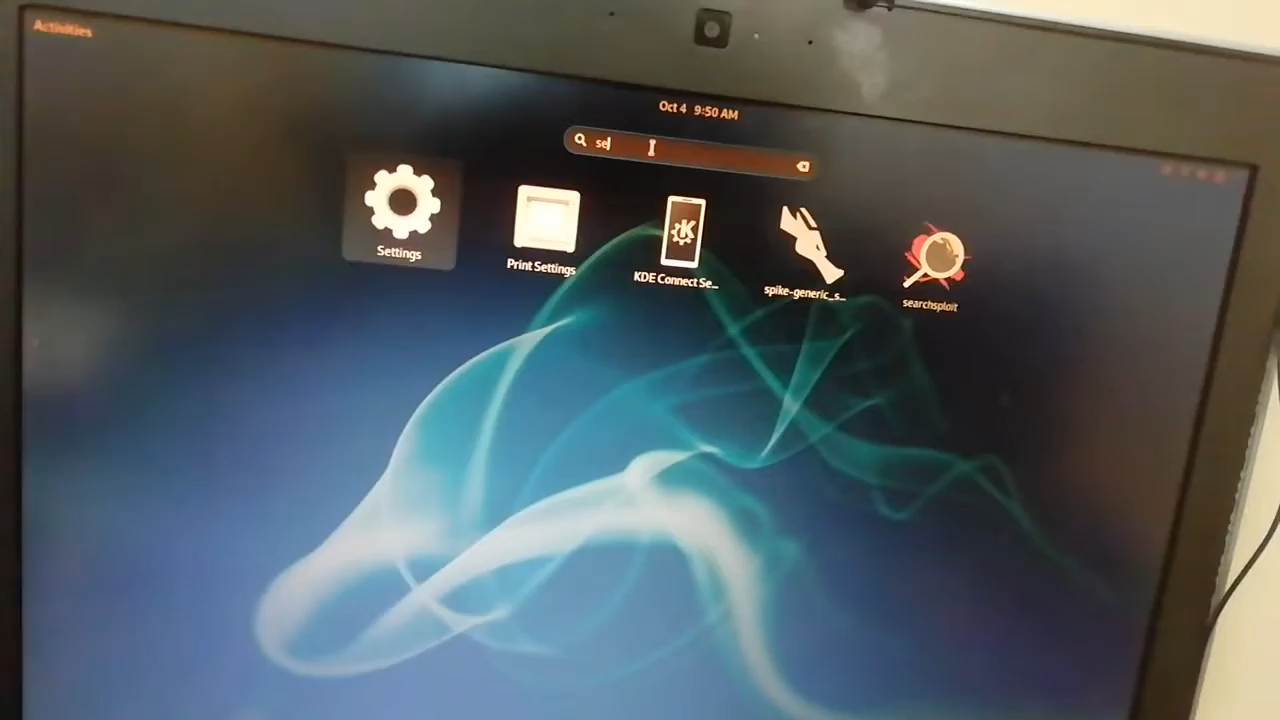 Activities
Oct 4 9:50 AM
se
Settings
Print Settings
KDE Connect Se...
spike-generic_s...
searchsploit